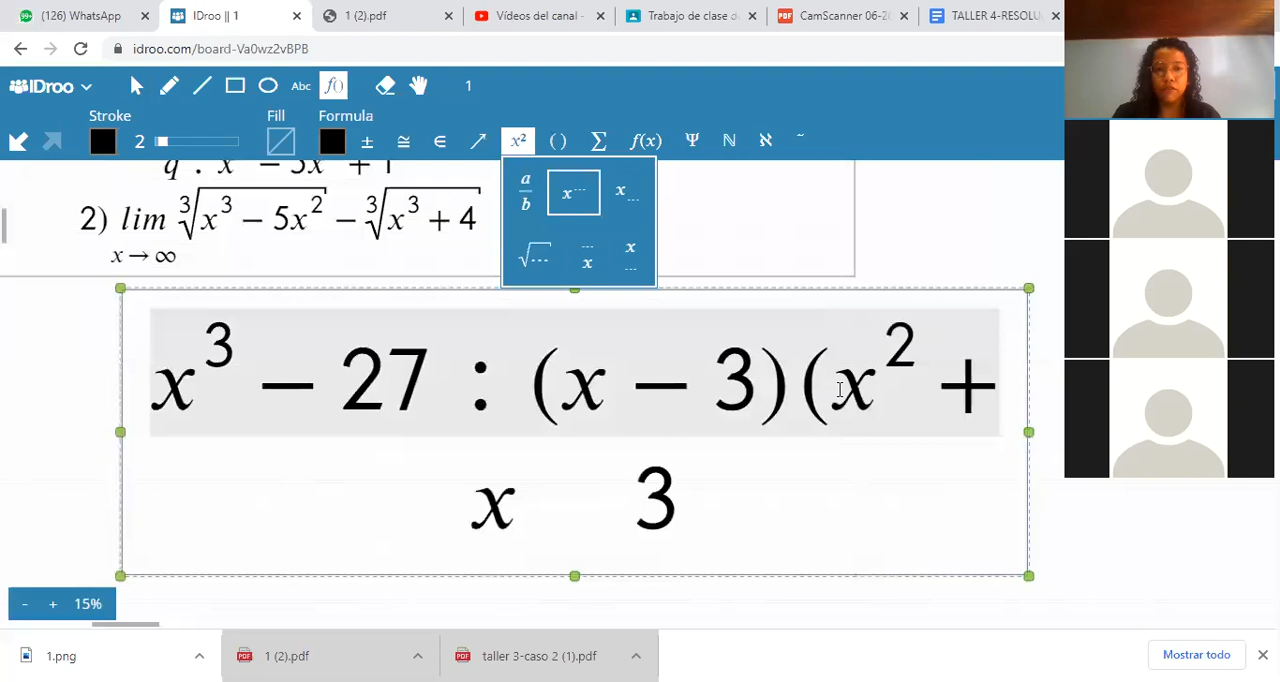 (126) WhatsApp
IDroo || 1
1 (2).pdf
Vídeos del canal -
Trabajo de clase d
CamScanner 06-2
TALLER 4-RESOLU
idroo.com/board-Va0wz2vBPB
IDroo
Abc
f()
1
Stroke
Fill
Formula
2
± ≅ ∈ x² ( ) ∑ f(x) Ψ ℕ ℵ ~
a/b x... x...
√... ...x x...
2) lim ∛(x³ − 5x²) − ∛(x³ + 4)
x → ∞
x³ − 27 : (x − 3)(x² +
x 3
- + 15%
1.png
1 (2).pdf
taller 3-caso 2 (1).pdf
Mostrar todo